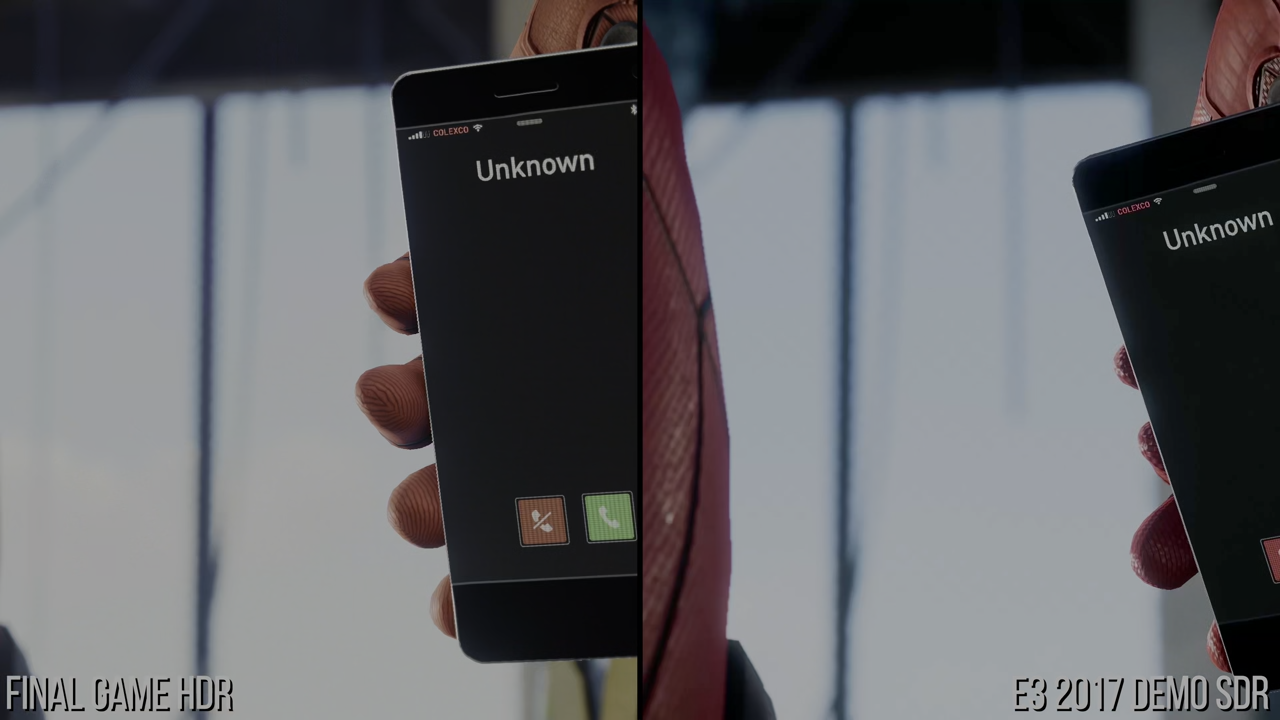 COLEXCO
Unknown
COLEXCO
Unknown
FINAL GAME HDR
E3 2017 DEMO SDR